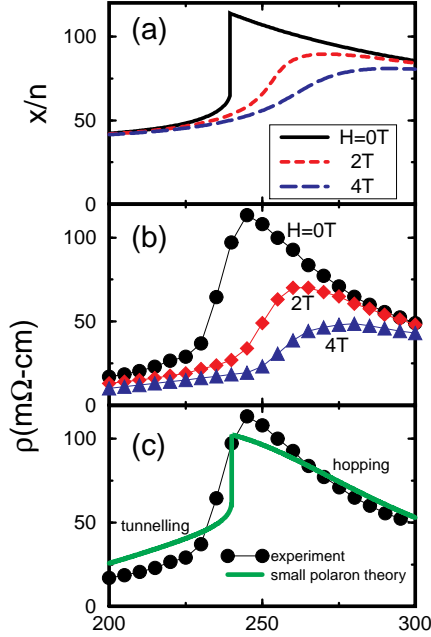 (a)
100
x/n
50
H=0T
2T
4T
0
(b)
H=0T
100
2T
50
4T
ρ(mΩ-cm)
0
(c)
100
hopping
tunnelling
50
experiment
small polaron theory
0
200 250 300